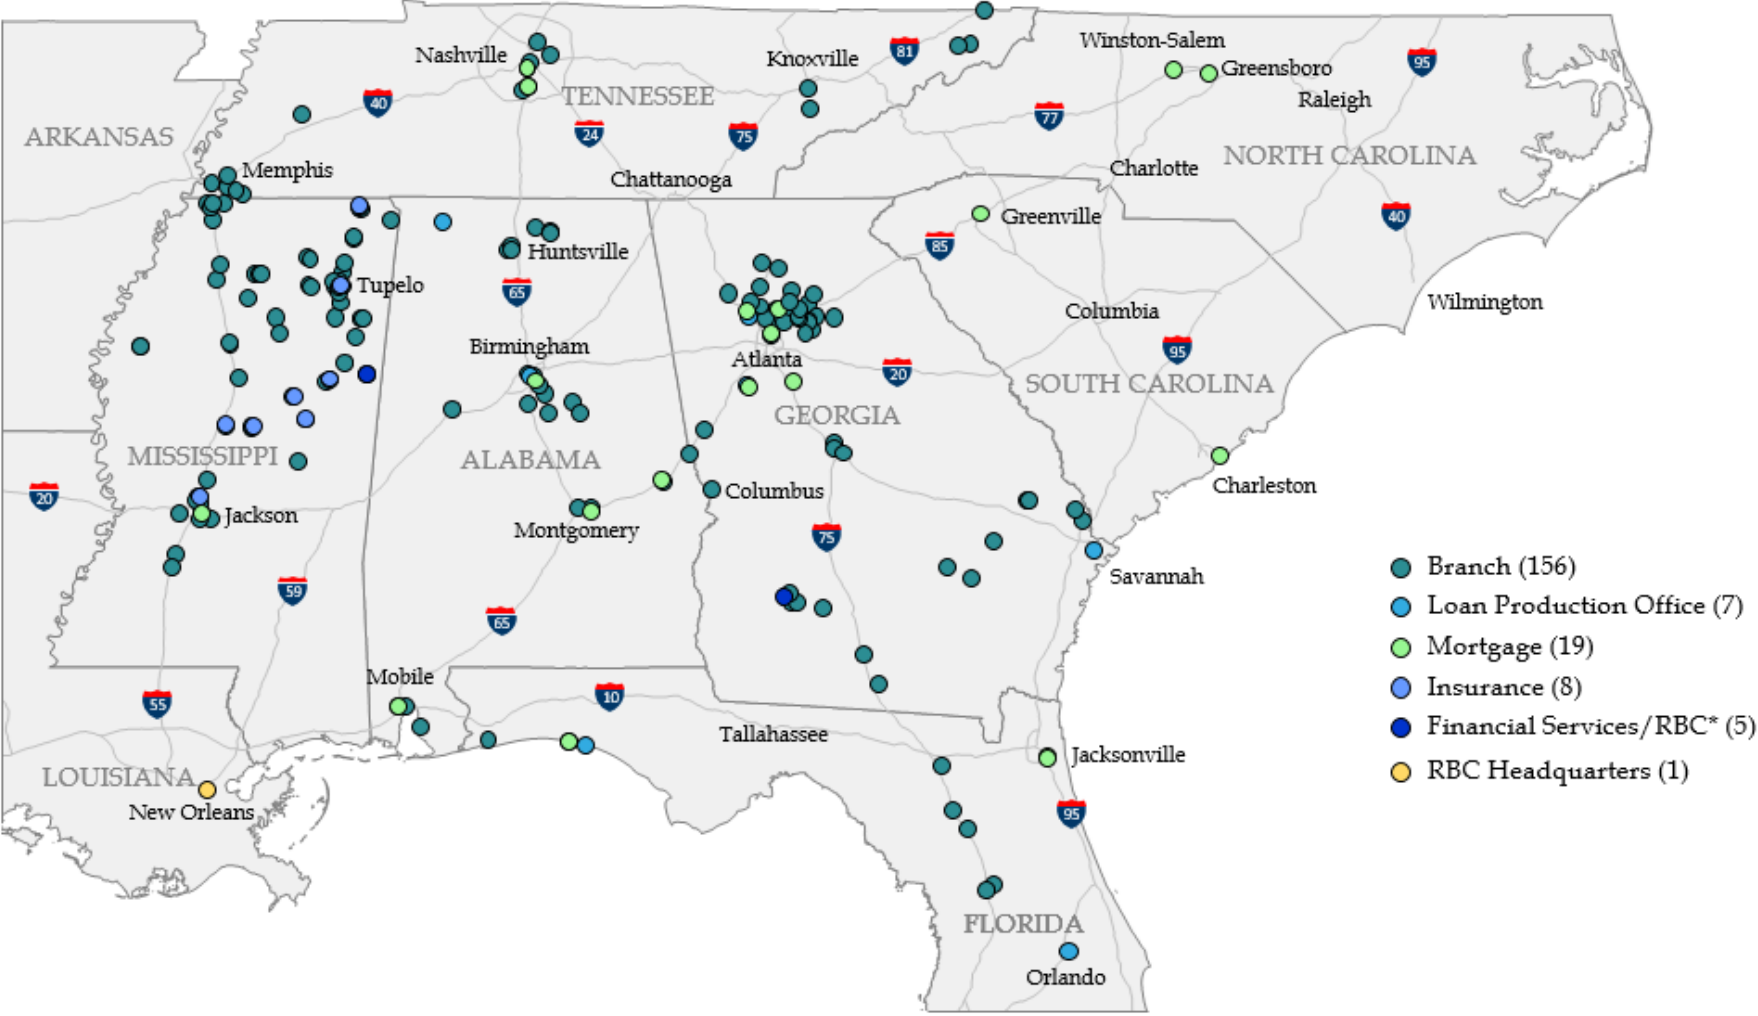 Nashville
Knoxville
81
Winston-Salem
Greensboro
95
Raleigh
40
TENNESSEE
24
75
77
ARKANSAS
NORTH CAROLINA
Memphis
Chattanooga
Charlotte
Greenville
40
85
Huntsville
Tupelo
65
Columbia
Wilmington
Birmingham
Atlanta
20
95
SOUTH CAROLINA
GEORGIA
MISSISSIPPI
ALABAMA
20
Jackson
Columbus
Charleston
Montgomery
75
59
65
Savannah
Branch (156)
Loan Production Office (7)
Mortgage (19)
Insurance (8)
Financial Services/RBC* (5)
RBC Headquarters (1)
Mobile
55
10
Tallahassee
Jacksonville
LOUISIANA
New Orleans
95
FLORIDA
Orlando